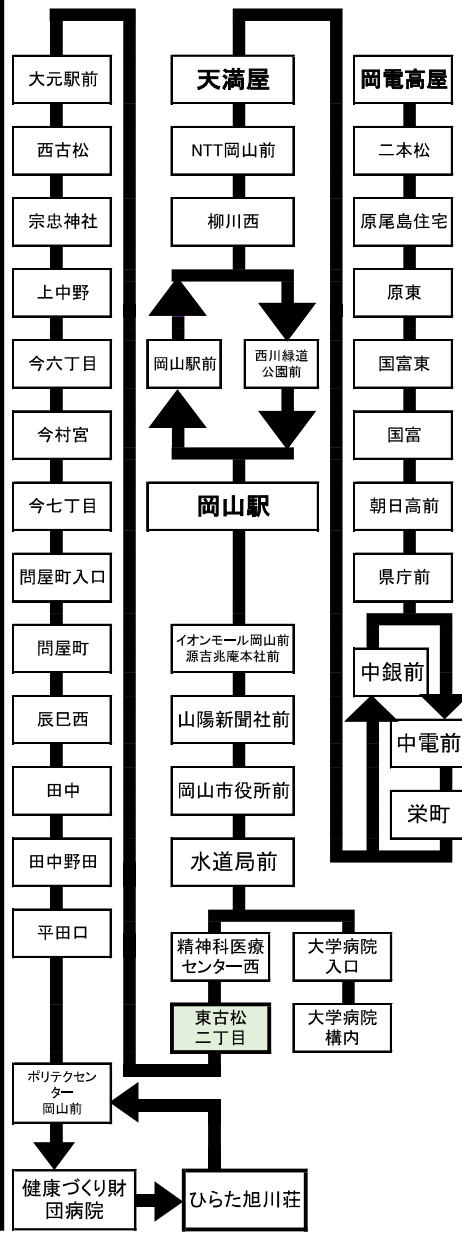 大元駅前
西古松
宗忠神社
上中野
今六丁目
今村宮
今七丁目
問屋町入口
問屋町
辰巳西
田中
田中野田
平田口
ポリテクセン
ター
岡山前
健康づくり財
団病院
ひらた旭川荘
天満屋
NTT岡山前
柳川西
岡山駅前
西川緑道
公園前
岡山駅
イオンモール岡山前
源吉兆庵本社前
山陽新聞社前
岡山市役所前
水道局前
精神科医療
センター西
東古松
二丁目
大学病院
入口
大学病院
構内
岡電高屋
二本松
原尾島住宅
原東
国富東
国富
朝日高前
県庁前
中銀前
中電前
栄町